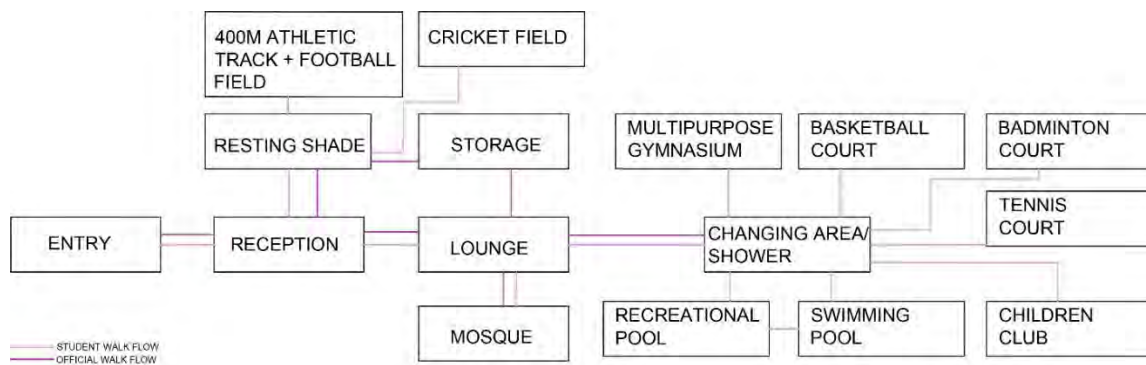 400M ATHLETIC
TRACK + FOOTBALL
FIELD
CRICKET FIELD
RESTING SHADE
STORAGE
MULTIPURPOSE
GYMNASIUM
BASKETBALL
COURT
BADMINTON
COURT
TENNIS
COURT
ENTRY
RECEPTION
LOUNGE
CHANGING AREA/
SHOWER
MOSQUE
RECREATIONAL
POOL
SWIMMING
POOL
CHILDREN
CLUB
STUDENT WALK FLOW
OFFICIAL WALK FLOW